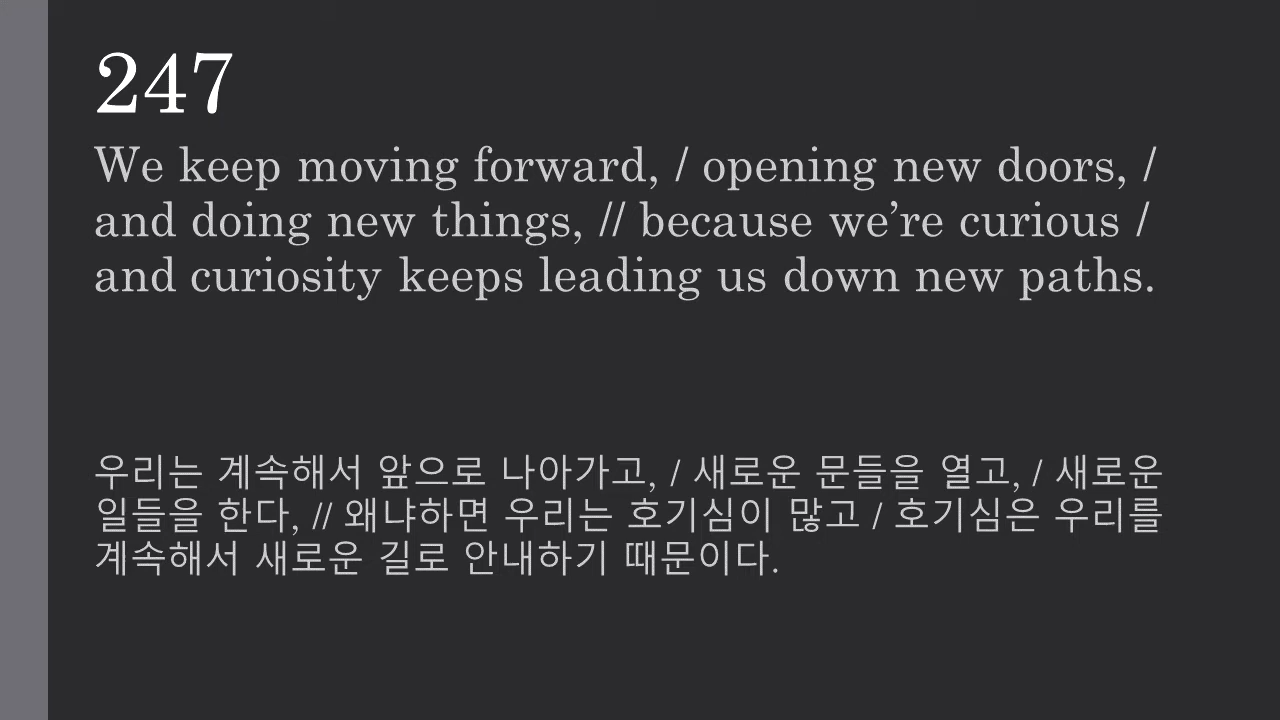 247
We keep moving forward, / opening new doors, /
and doing new things, // because we’re curious /
and curiosity keeps leading us down new paths.
우리는 계속해서 앞으로 나아가고, / 새로운 문들을 열고, / 새로운
일들을 한다, // 왜냐하면 우리는 호기심이 많고 / 호기심은 우리를
계속해서 새로운 길로 안내하기 때문이다.